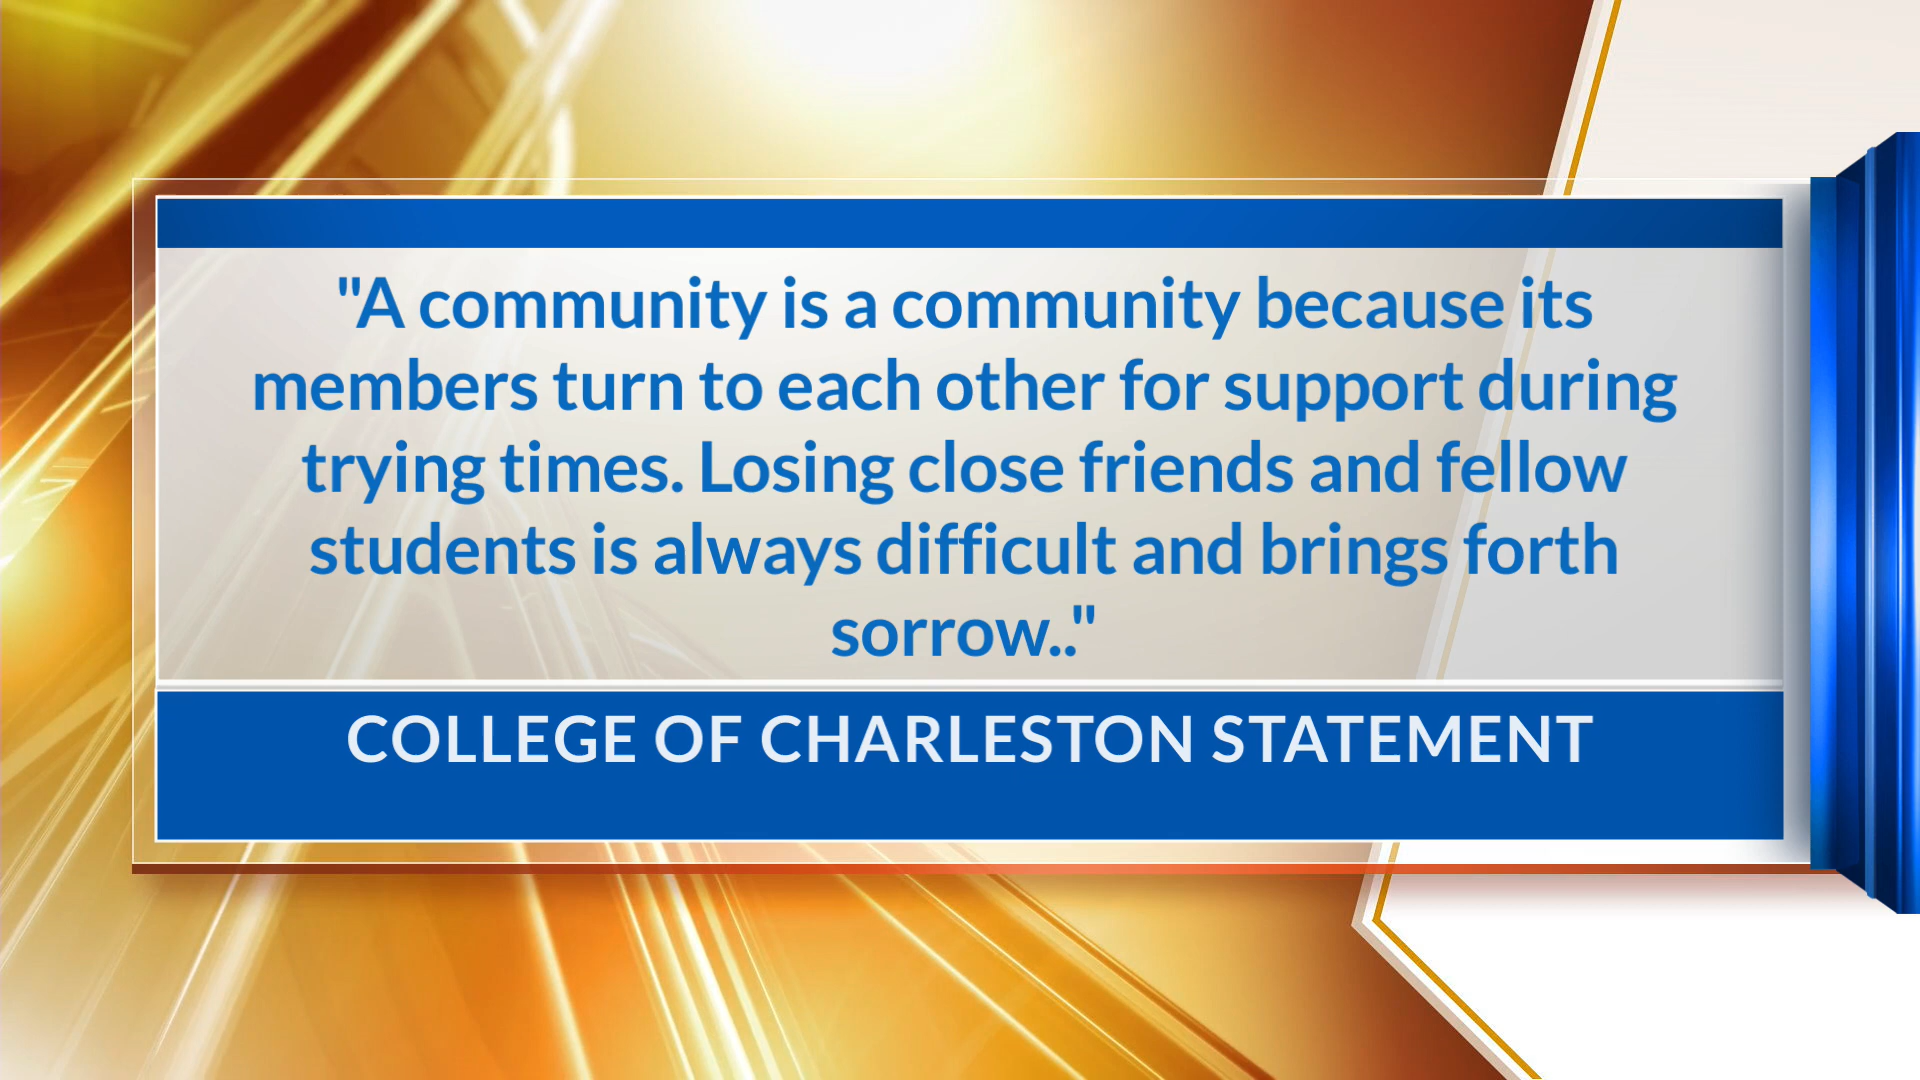 "A community is a community because its
members turn to each other for support during
trying times. Losing close friends and fellow
students is always difficult and brings forth
sorrow.."
COLLEGE OF CHARLESTON STATEMENT